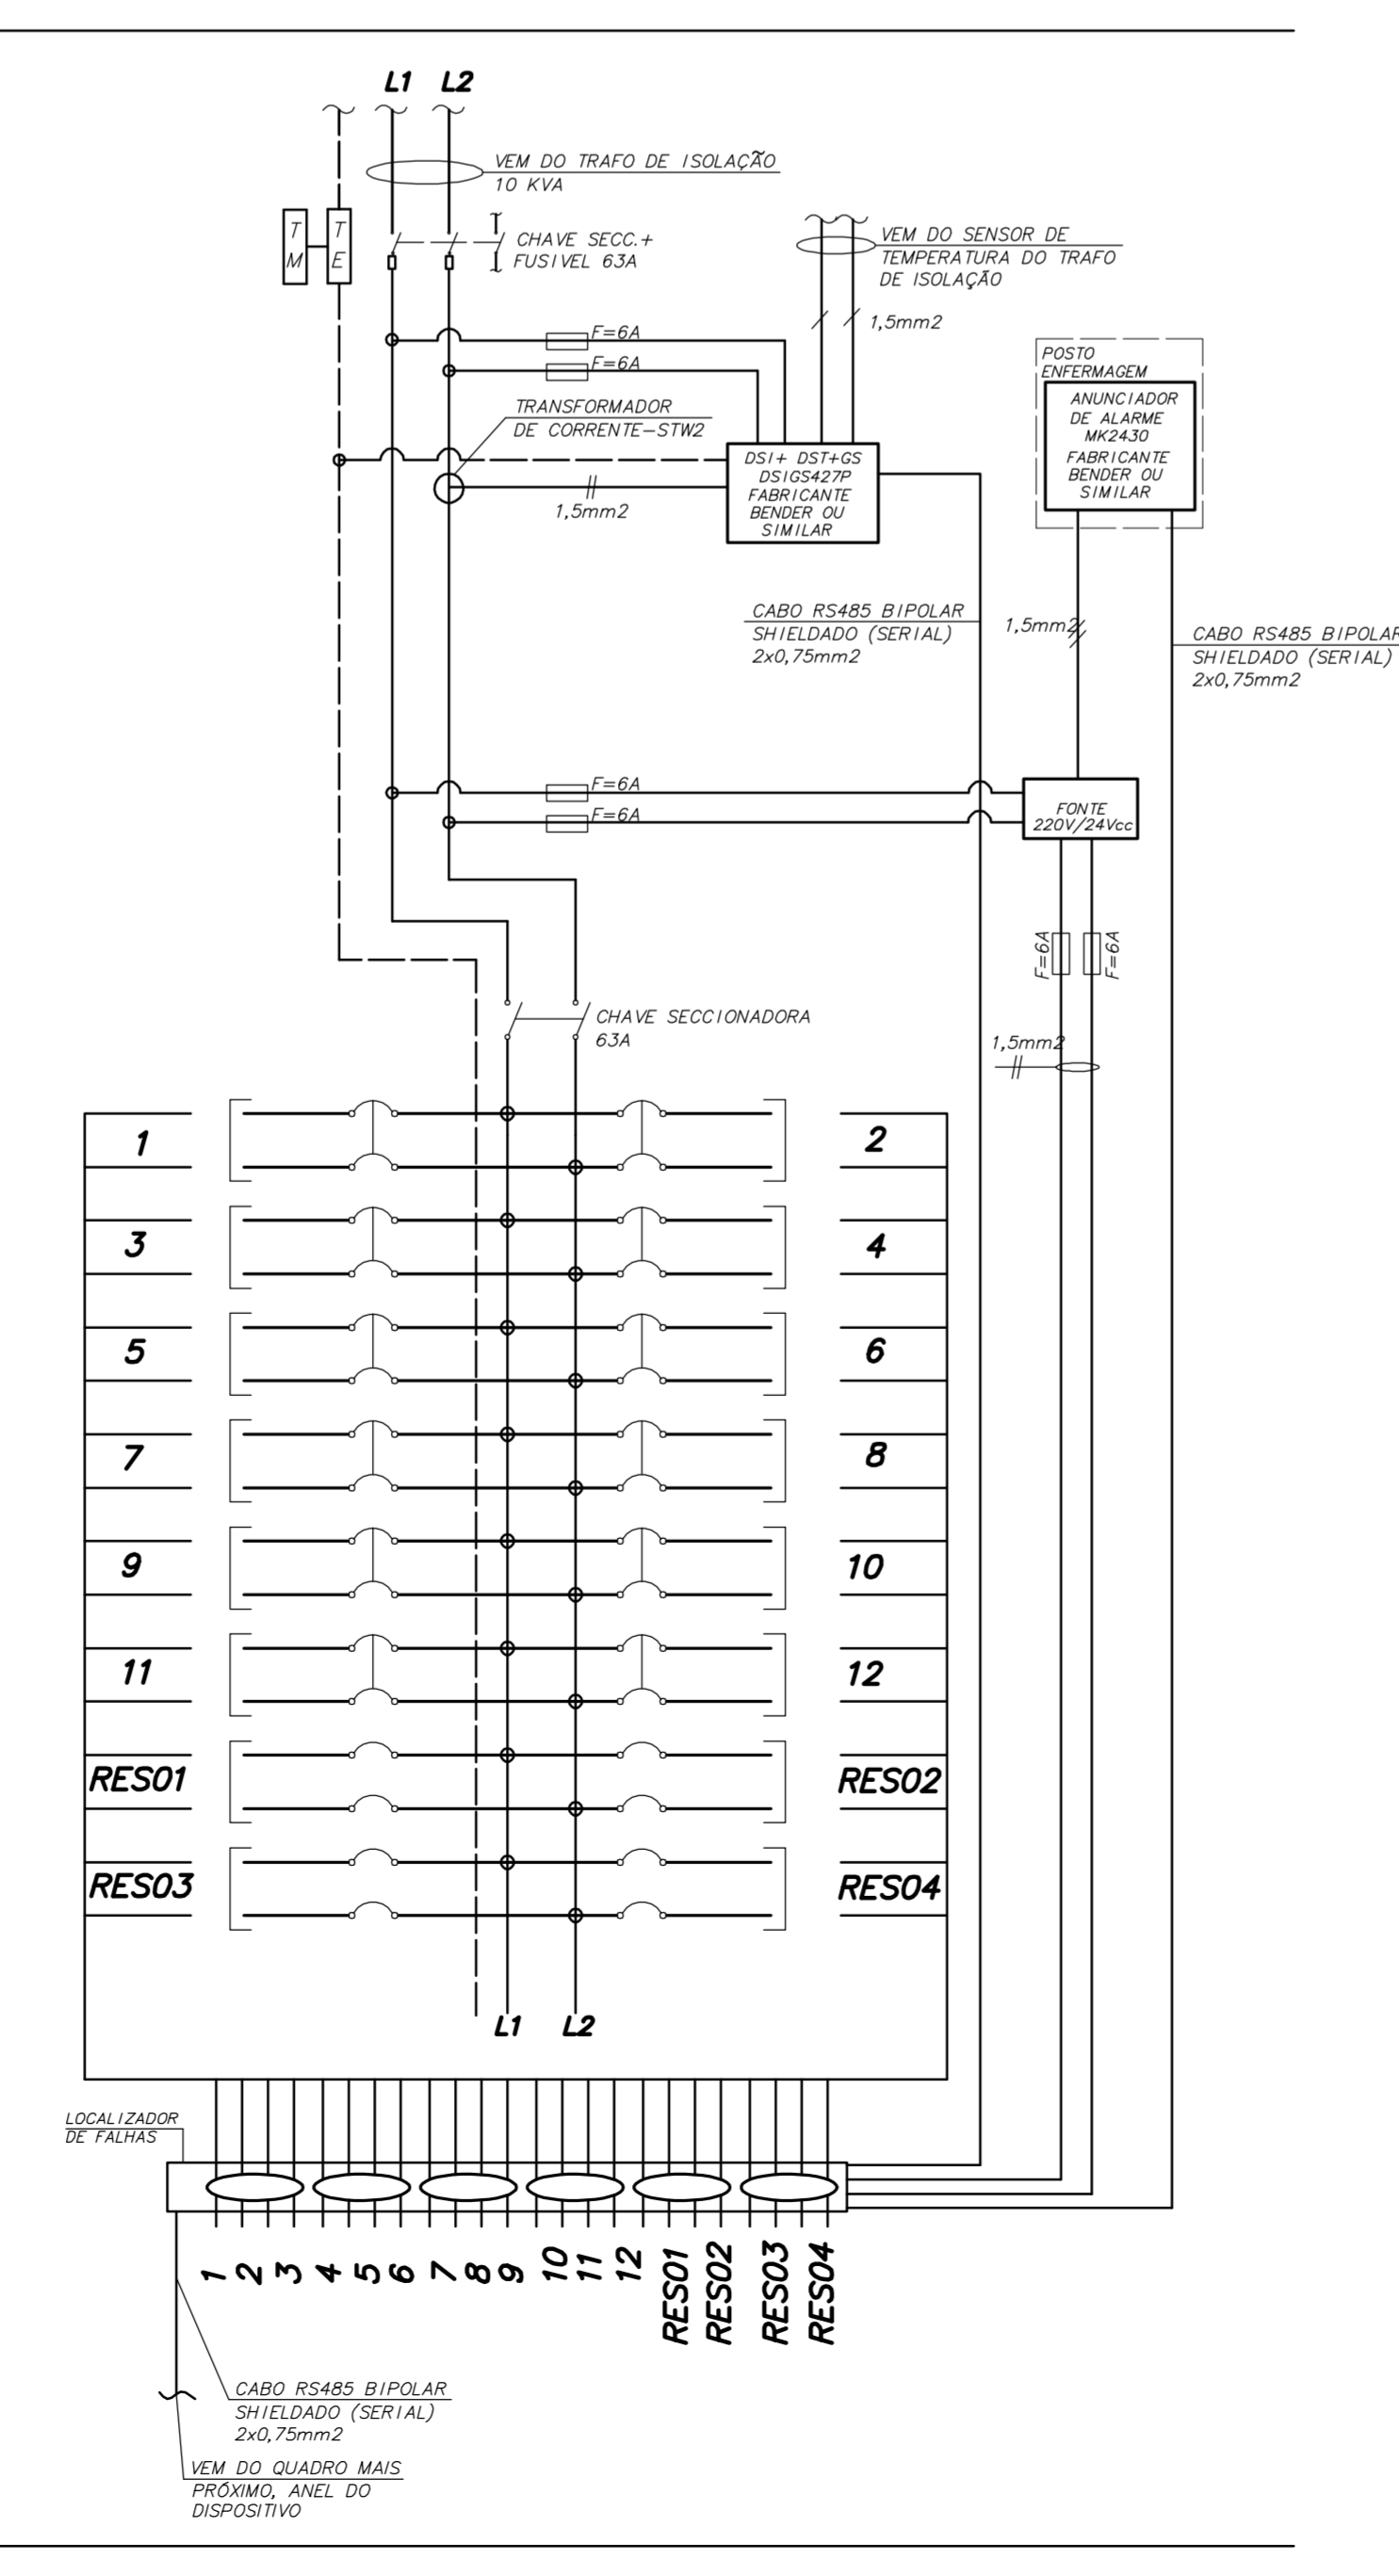 L1 L2
VEM DO TRAFO DE ISOLAÇÃO
10 KVA
T
M
T
E
CHAVE SECC.+
FUSIVEL 63A
VEM DO SENSOR DE
TEMPERATURA DO TRAFO
DE ISOLAÇÃO
1,5mm2
F=6A
F=6A
POSTO
ENFERMAGEM
ANUNCIADOR
DE ALARME
MK2430
FABRICANTE
BENDER OU
SIMILAR
TRANSFORMADOR
DE CORRENTE-STW2
1,5mm2
DSI+ DST+GS
DSIGS427P
FABRICANTE
BENDER OU
SIMILAR
CABO RS485 BIPOLAR
SHIELDADO (SERIAL)
2x0,75mm2
1,5mm2
CABO RS485 BIPOLAR
SHIELDADO (SERIAL)
2x0,75mm2
F=6A
F=6A
FONTE
220V/24Vcc
F=6A
F=6A
CHAVE SECCIONADORA
63A
1,5mm2
1 2
3 4
5 6
7 8
9 10
11 12
RES01 RES02
RES03 RES04
L1 L2
LOCALIZADOR
DE FALHAS
1 2 3 4 5 6 7 8 9 10 11 12 RES01 RES02 RES03 RES04
CABO RS485 BIPOLAR
SHIELDADO (SERIAL)
2x0,75mm2
VEM DO QUADRO MAIS
PRÓXIMO, ANEL DO
DISPOSITIVO